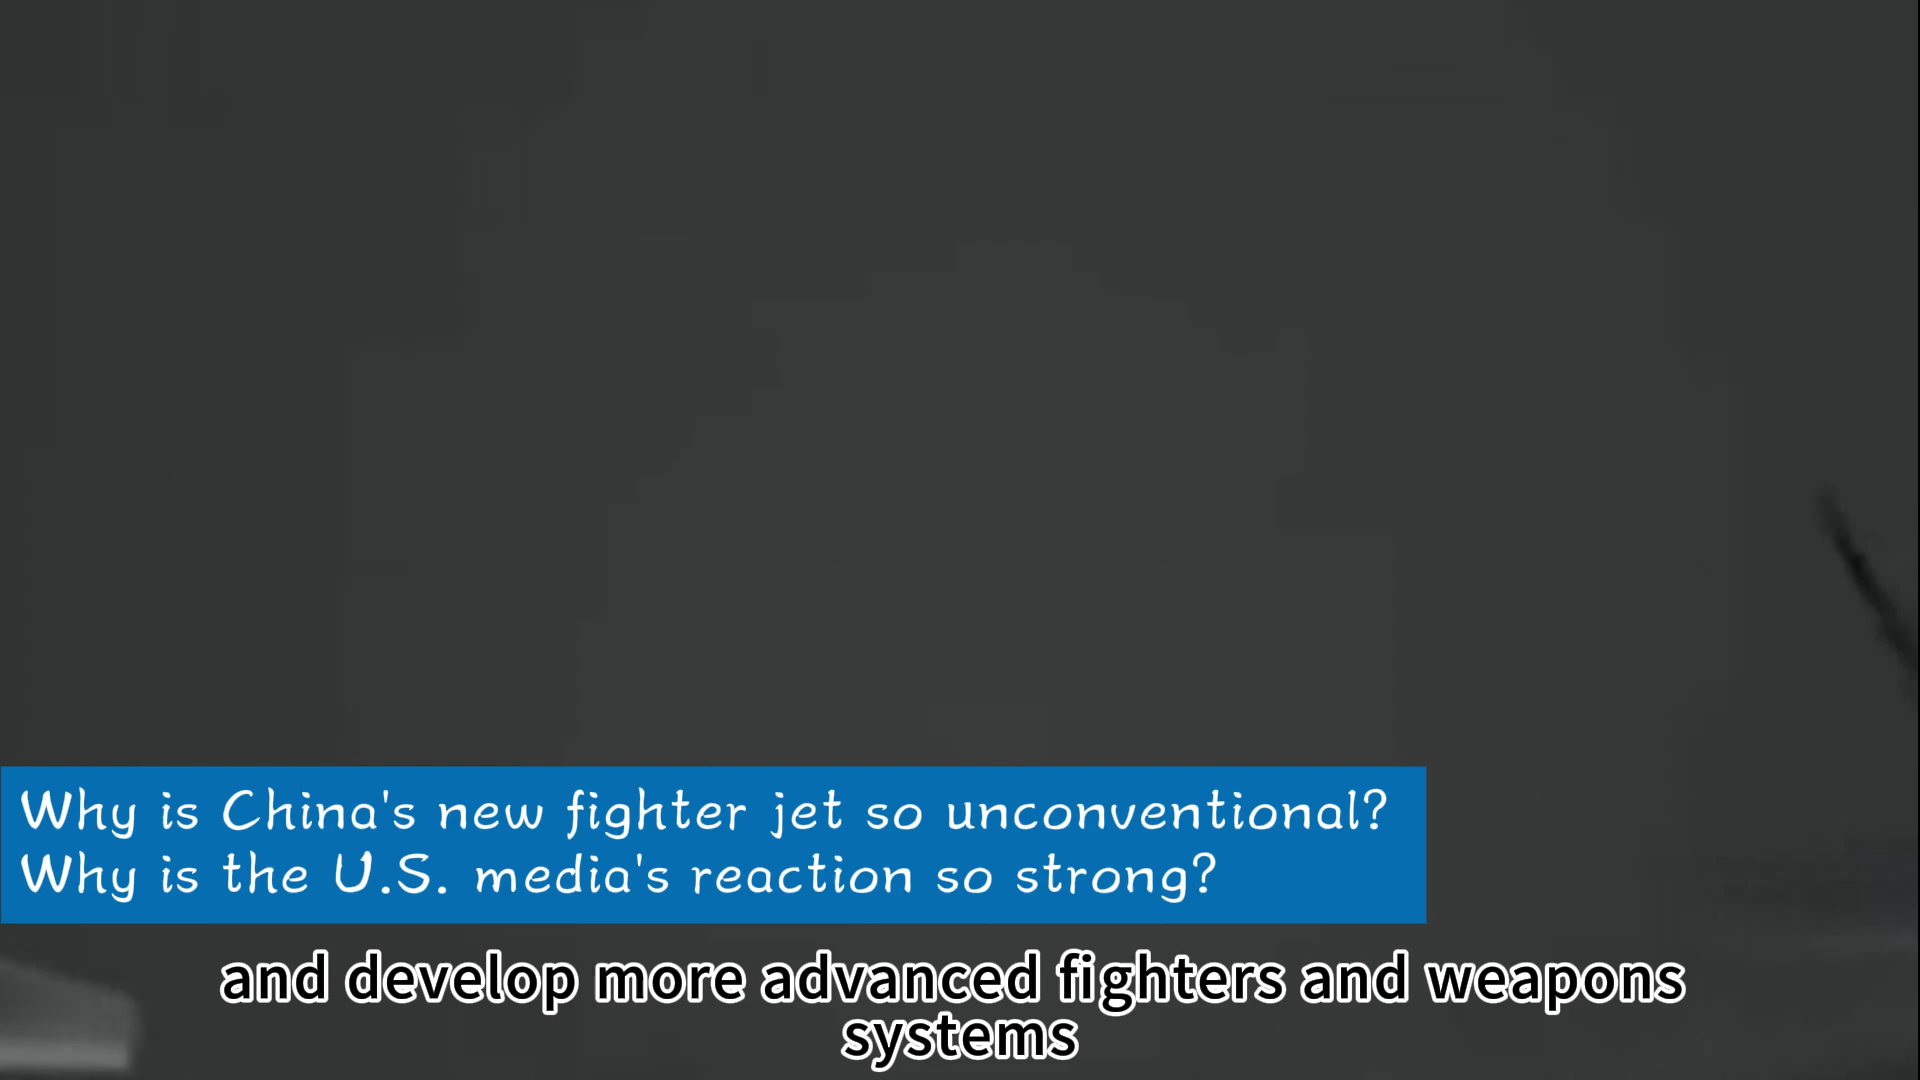 Why is China's new fighter jet so unconventional?
Why is the U.S. media's reaction so strong?
and develop more advanced fighters and weapons
systems